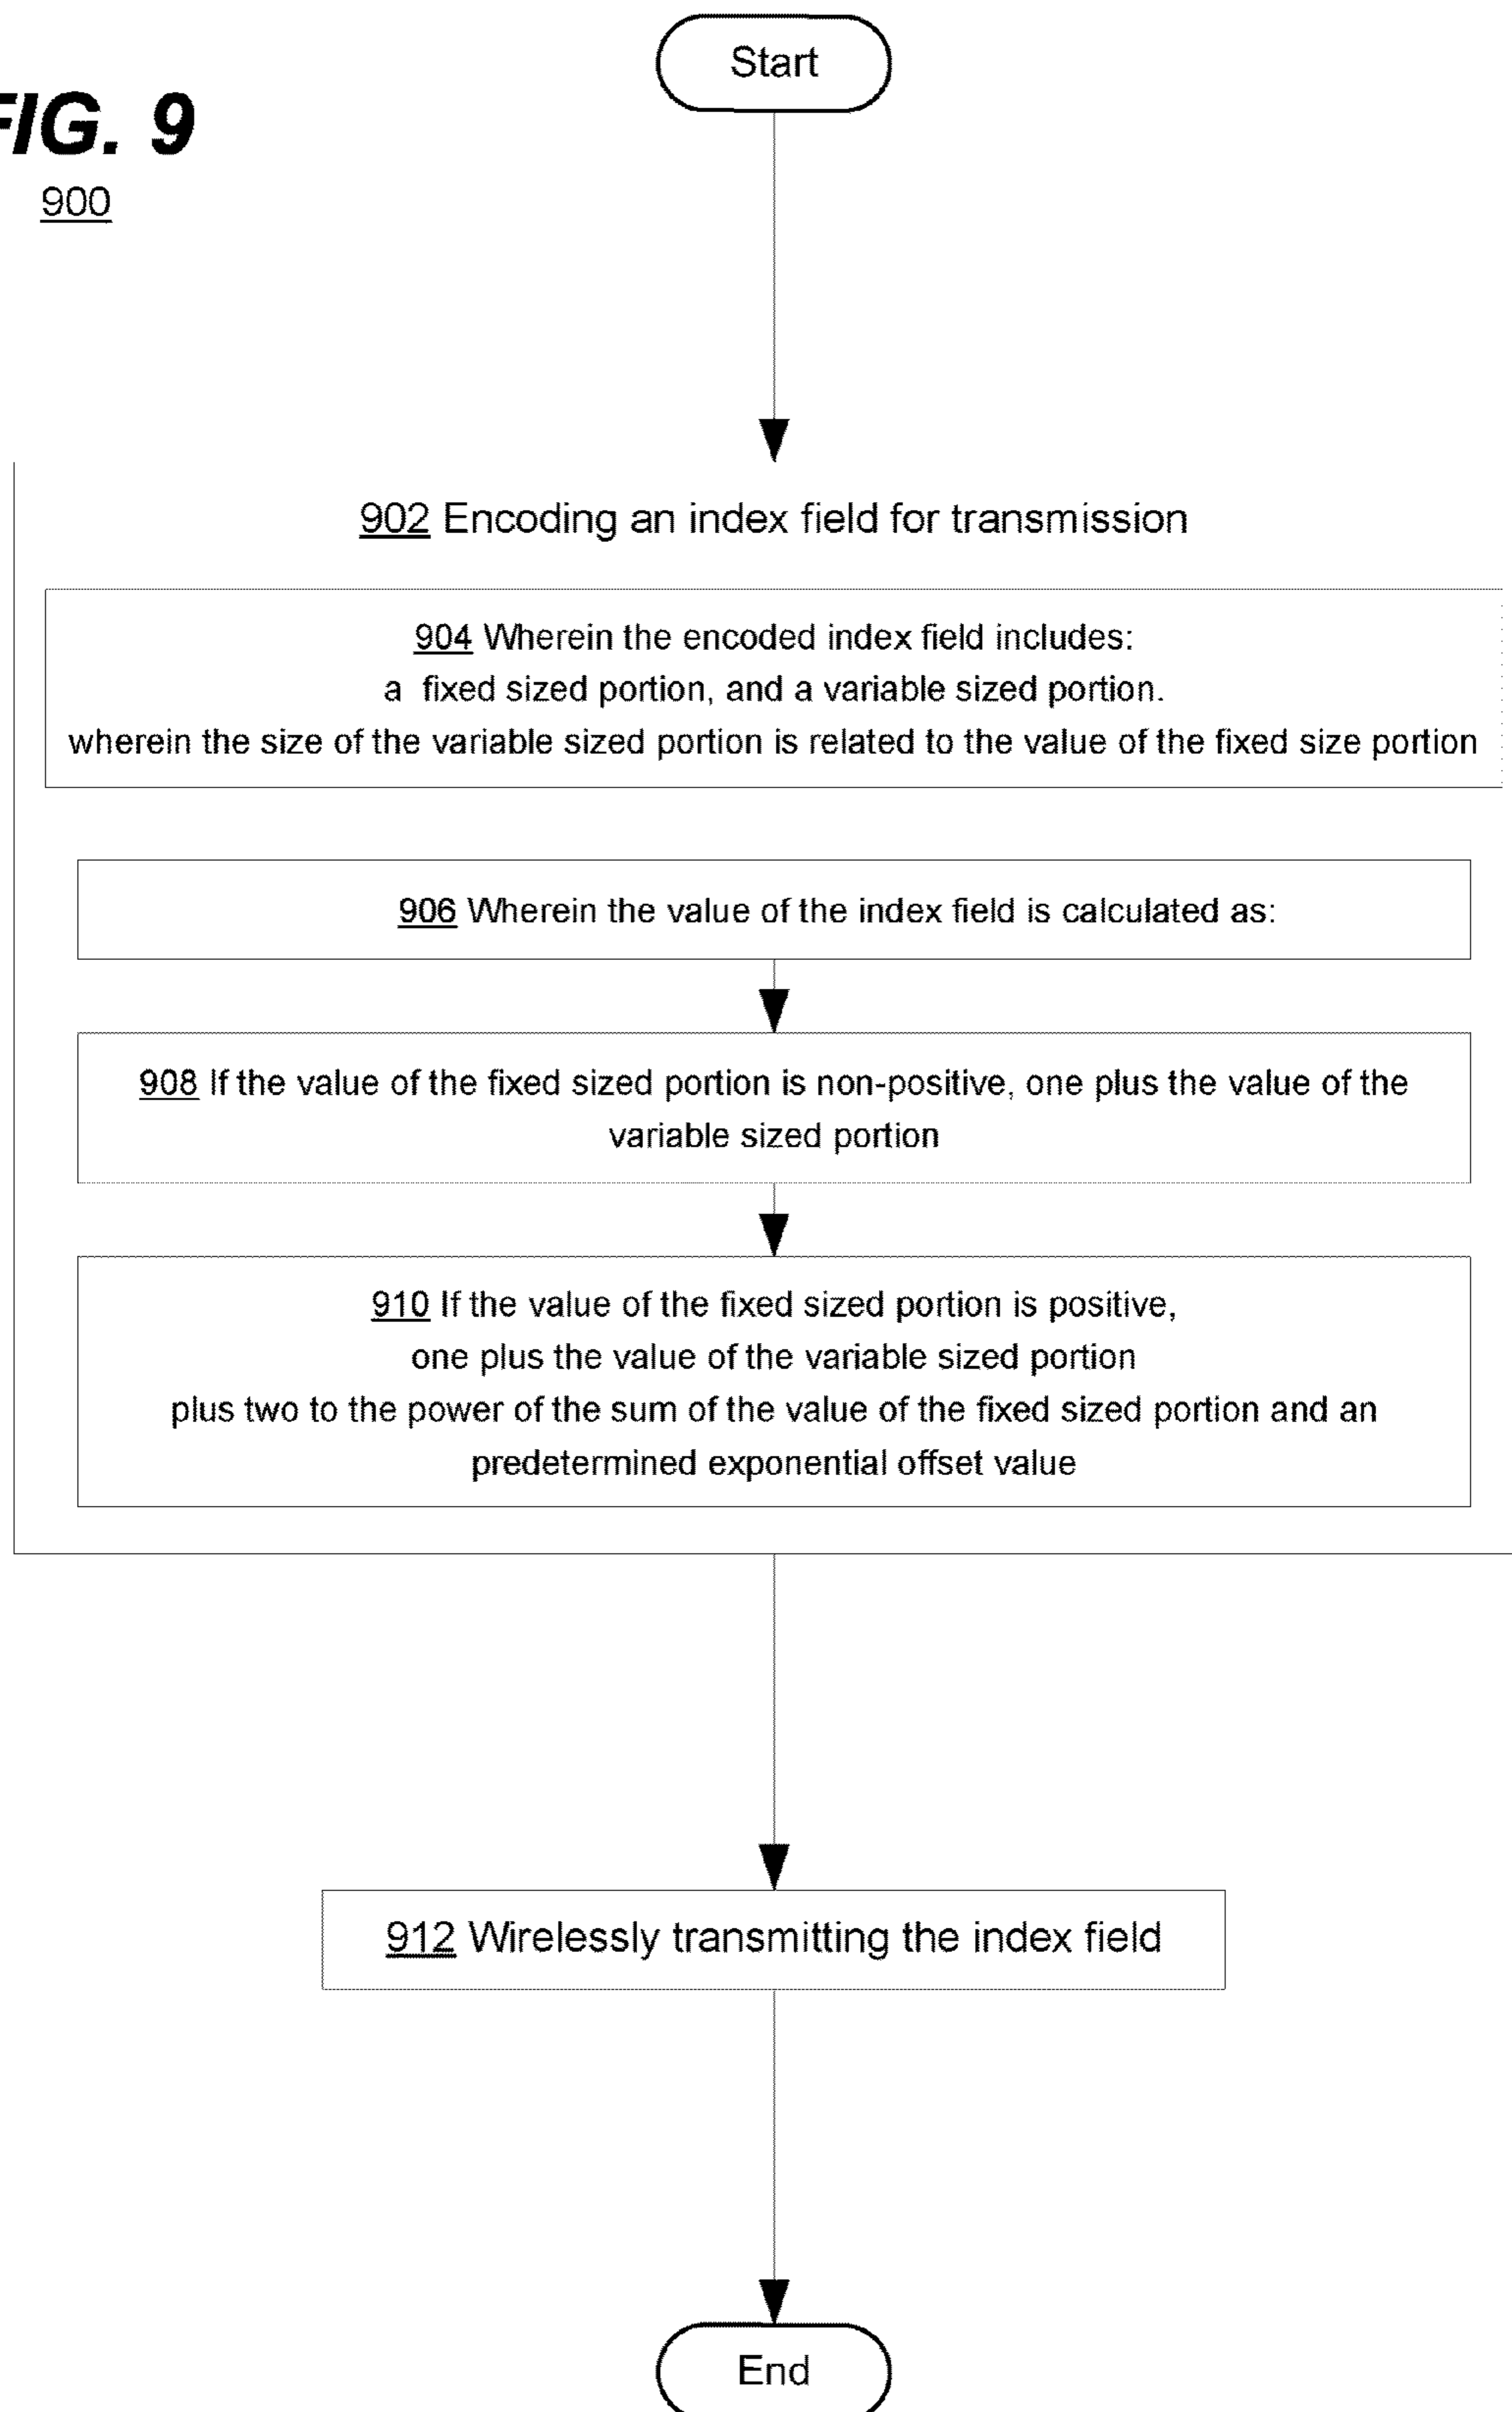 Start
FIG. 9
900
902 Encoding an index field for transmission
904 Wherein the encoded index field includes:
a fixed sized portion, and a variable sized portion.
wherein the size of the variable sized portion is related to the value of the fixed size portion
906 Wherein the value of the index field is calculated as:
908 If the value of the fixed sized portion is non-positive, one plus the value of the
variable sized portion
910 If the value of the fixed sized portion is positive,
one plus the value of the variable sized portion
plus two to the power of the sum of the value of the fixed sized portion and an
predetermined exponential offset value
912 Wirelessly transmitting the index field
End